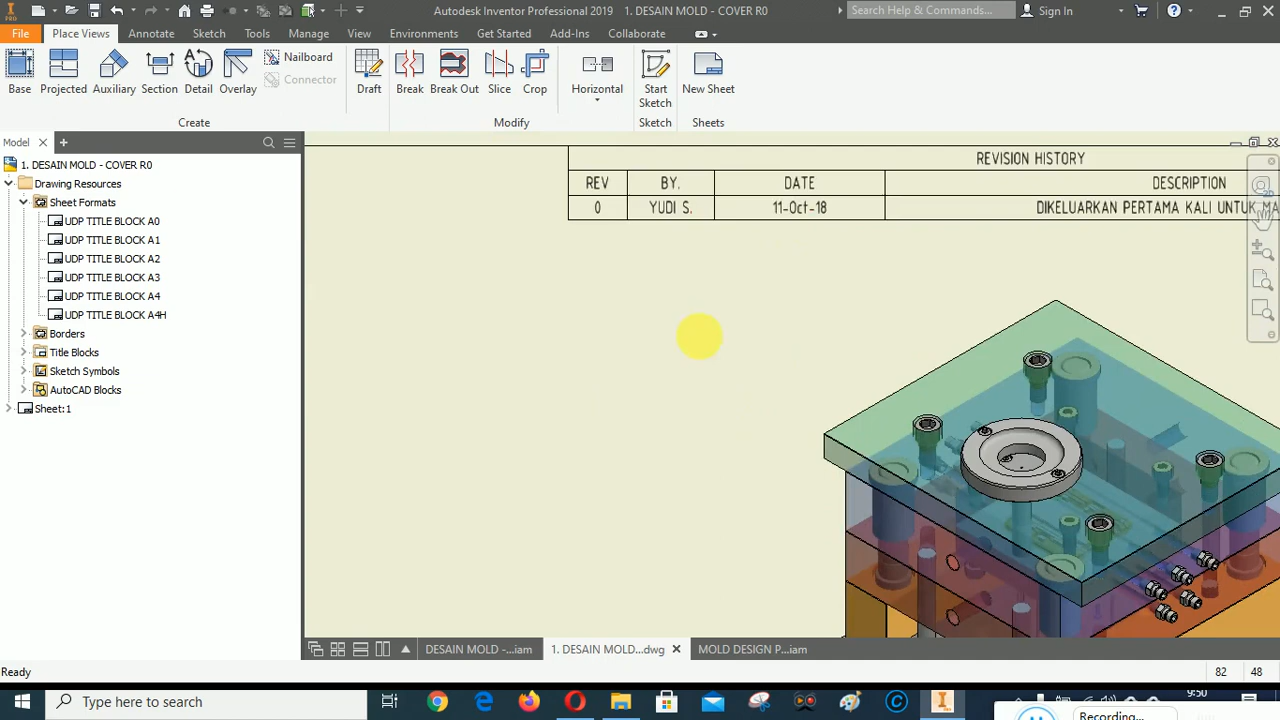 Autodesk Inventor Professional 2019 1. DESAIN MOLD - COVER R0
Search Help & Commands...
Sign In
PRO
File
Place Views
Annotate
Sketch
Tools
Manage
View
Environments
Get Started
Add-Ins
Collaborate
Base
Projected
Auxiliary
Section
Detail
Overlay
Nailboard
Connector
Draft
Break
Break Out
Slice
Crop
Horizontal
Start Sketch
New Sheet
Create
Modify
Sketch
Sheets
Model
1. DESAIN MOLD - COVER R0
Drawing Resources
Sheet Formats
UDP TITLE BLOCK A0
UDP TITLE BLOCK A1
UDP TITLE BLOCK A2
UDP TITLE BLOCK A3
UDP TITLE BLOCK A4
UDP TITLE BLOCK A4H
Borders
Title Blocks
Sketch Symbols
AutoCAD Blocks
Sheet:1
REVISION HISTORY
REV BY. DATE DESCRIPTION
0 YUDI S. 11-Oct-18 DIKELUARKAN PERTAMA KALI UNTUK MA
DESAIN MOLD -...iam
1. DESAIN MOLD...dwg
MOLD DESIGN P...iam
Ready
82 48
Type here to search
9:50
Recording...